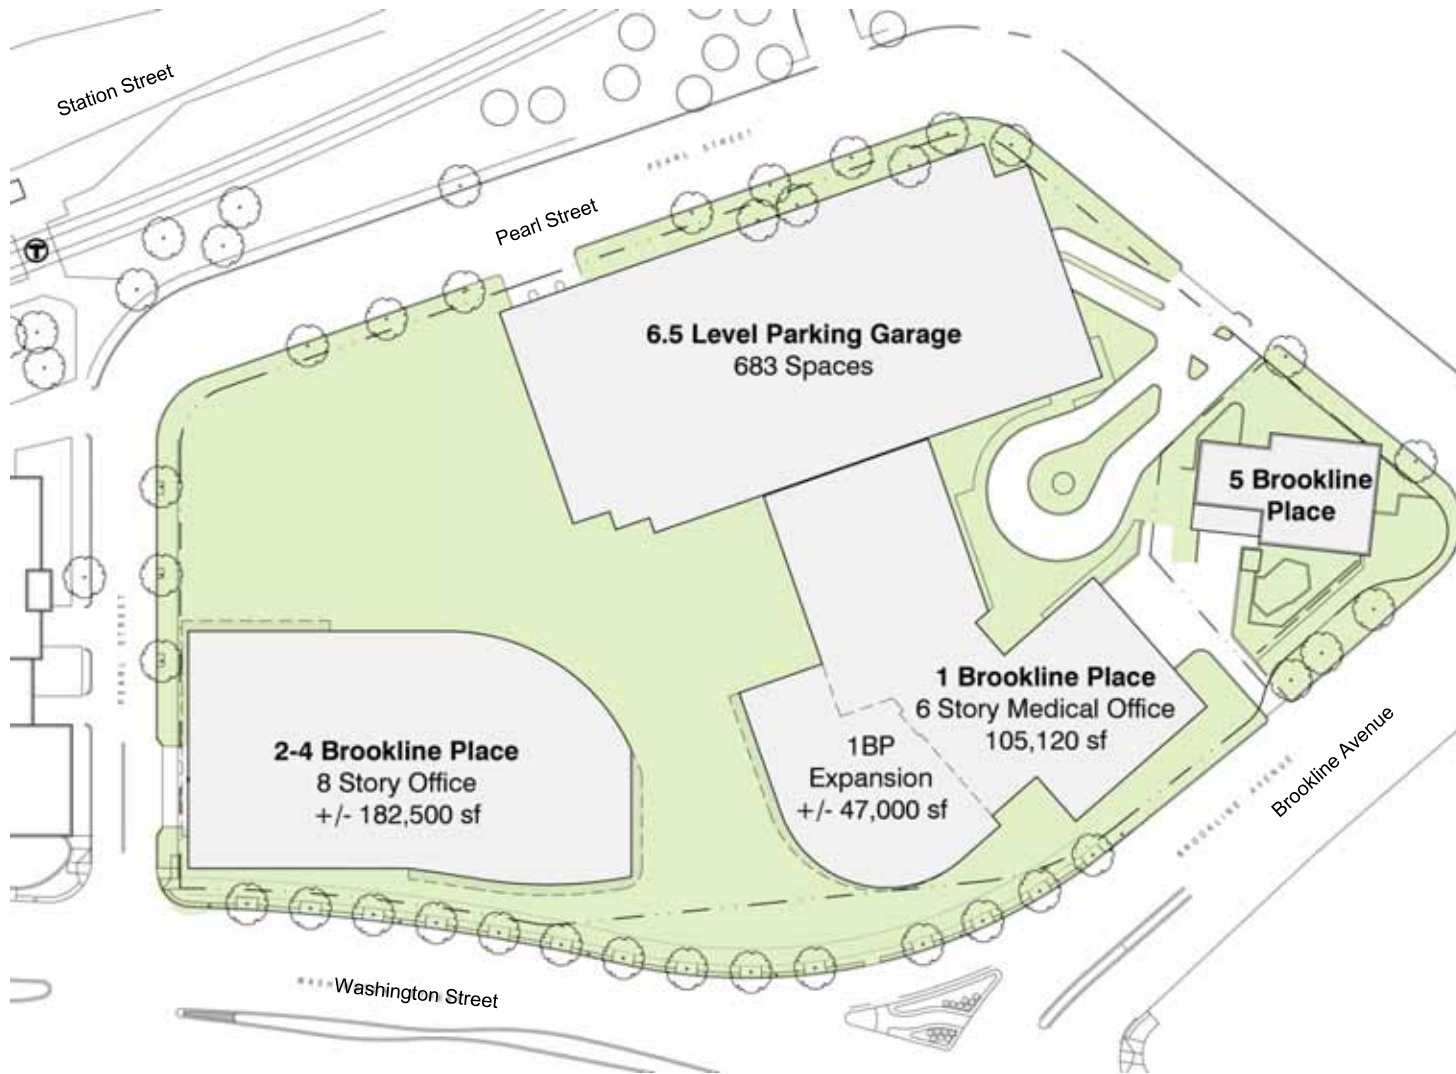 Station Street
PEARL STREET
Pearl Street
T
6.5 Level Parking Garage
683 Spaces
5 Brookline
Place
PEARL STREET
1 Brookline Place
6 Story Medical Office
105,120 sf
2-4 Brookline Place
8 Story Office
+/- 182,500 sf
1BP
Expansion
+/- 47,000 sf
Brookline Avenue
BROOKLINE AVENUE
Washington Street